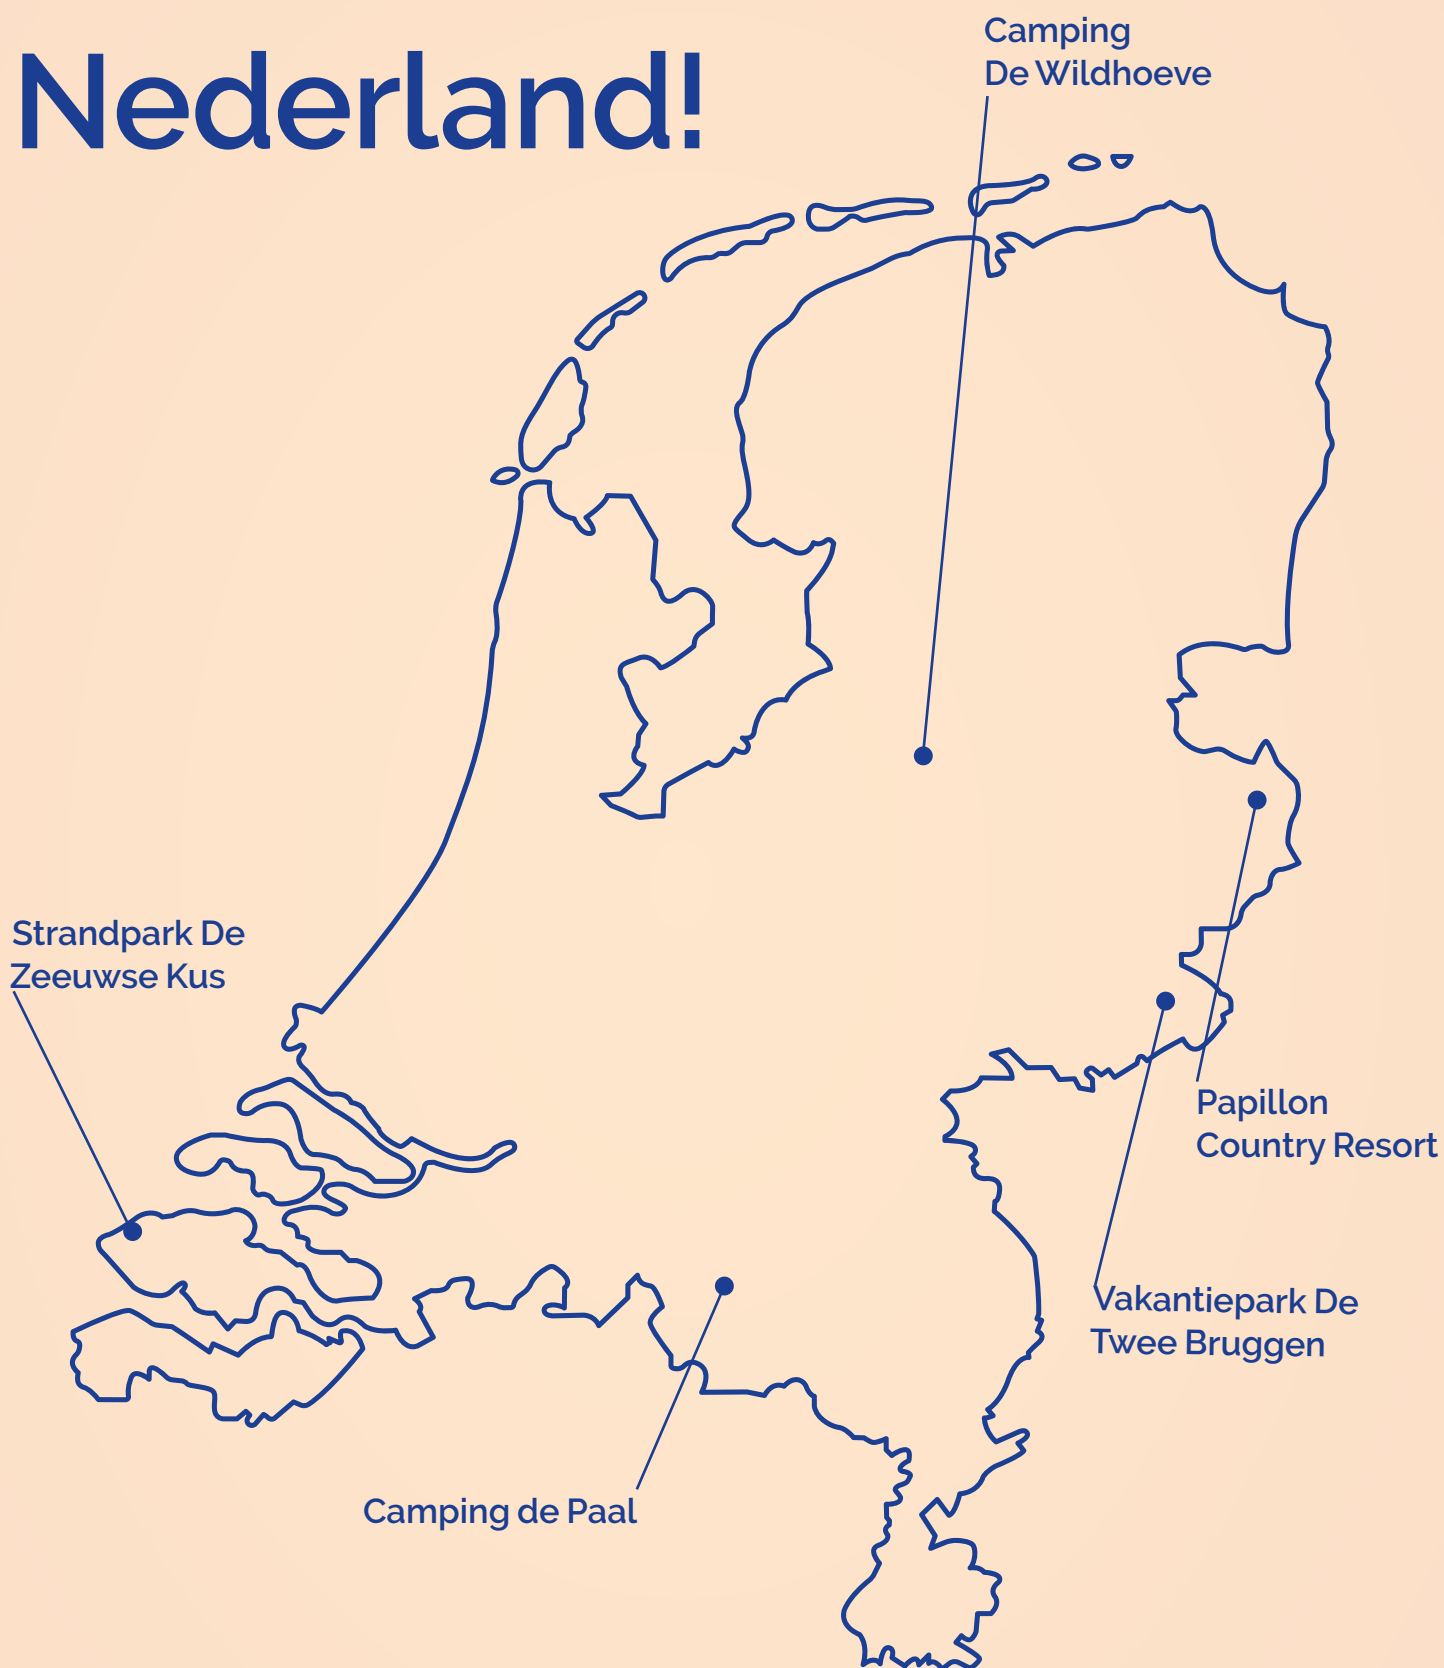 Nederland!
Camping
De Wildhoeve
Strandpark De
Zeeuwse Kus
Papillon
Country Resort
Vakantiepark De
Twee Bruggen
Camping de Paal